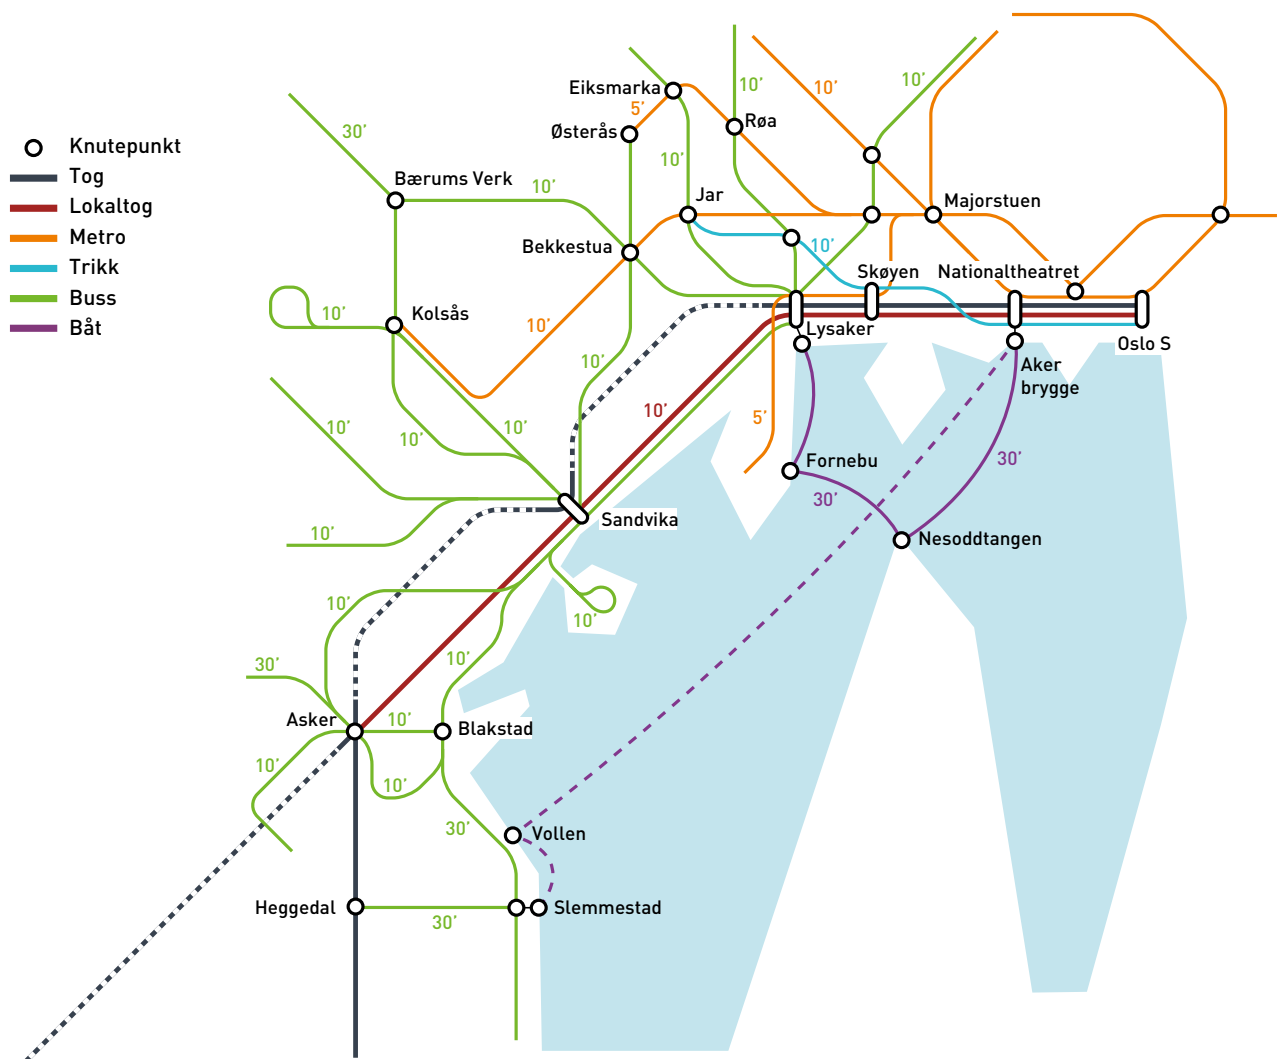 Knutepunkt
Tog
Lokaltog
Metro
Trikk
Buss
Båt
30’
Bærums Verk
10’
Eiksmarka
5’
Østerås
10’
10’
Røa
10’
10’
Jar
Majorstuen
Bekkestua
10’
Skøyen
Nationaltheatret
10’
Kolsås
10’
Lysaker
Oslo S
10’
Aker
brygge
10’
5’
10’
10’
10’
Fornebu
30’
30’
Sandvika
10’
Nesoddtangen
10’
10’
30’
10’
Asker
10’
Blakstad
10’
10’
30’
Vollen
Heggedal
30’
Slemmestad